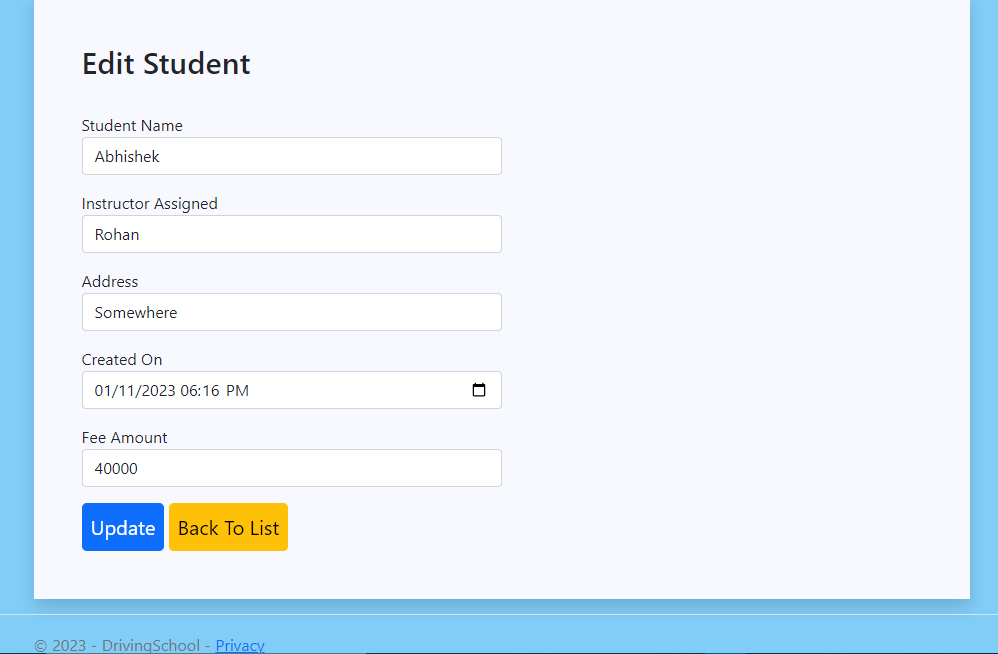 Edit Student
Student Name
Abhishek
Instructor Assigned
Rohan
Address
Somewhere
Created On
01/11/2023 06:16 PM
Fee Amount
40000
Update Back To List
© 2023 - DrivingSchool - Privacy